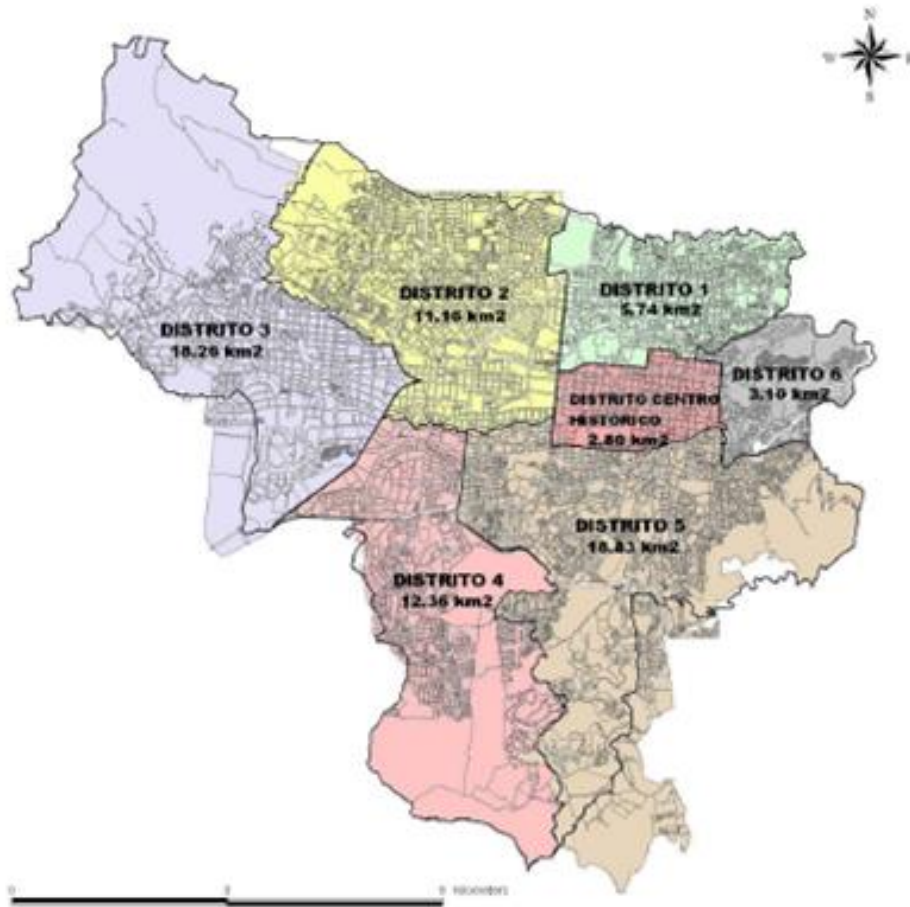 N
W
S
DISTRITO 2
11.16 km2
DISTRITO 1
5.74 km2
DISTRITO 3
18.26 km2
DISTRITO 6
3.10 km2
DISTRITO CENTRO
HISTORICO
2.80 km2
DISTRITO 5
18.83 km2
DISTRITO 4
12.36 km2
0